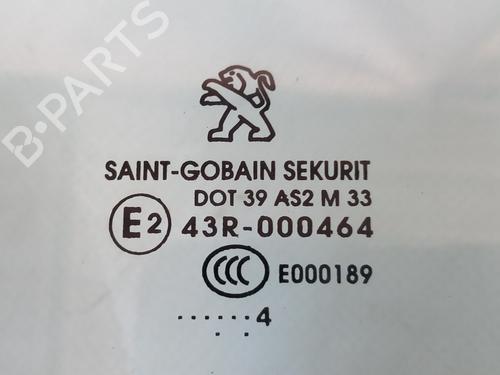 B-PARTS
SAINT-GOBAIN SEKURIT
DOT 39 AS2 M 33
E2 43R-000464
CCC E000189
......4
. .